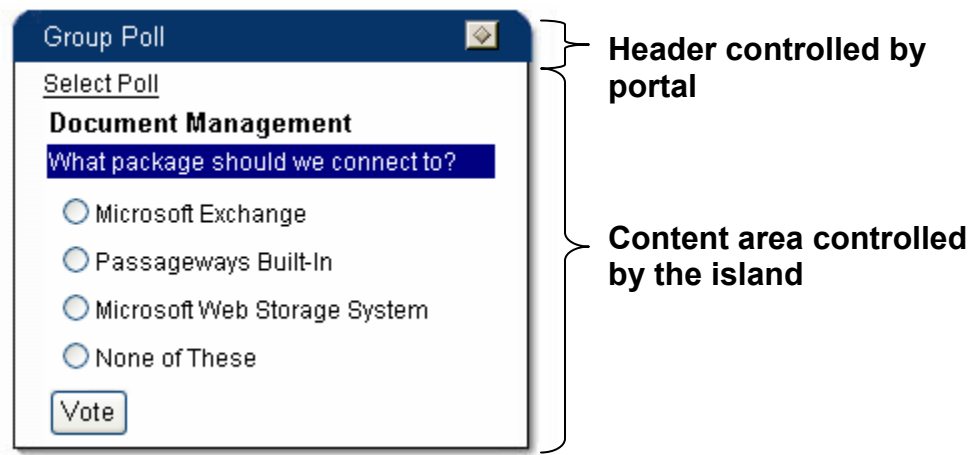 Group Poll
Select Poll
Document Management
What package should we connect to?
Microsoft Exchange
Passageways Built-In
Microsoft Web Storage System
None of These
Vote
Header controlled by
portal
Content area controlled
by the island